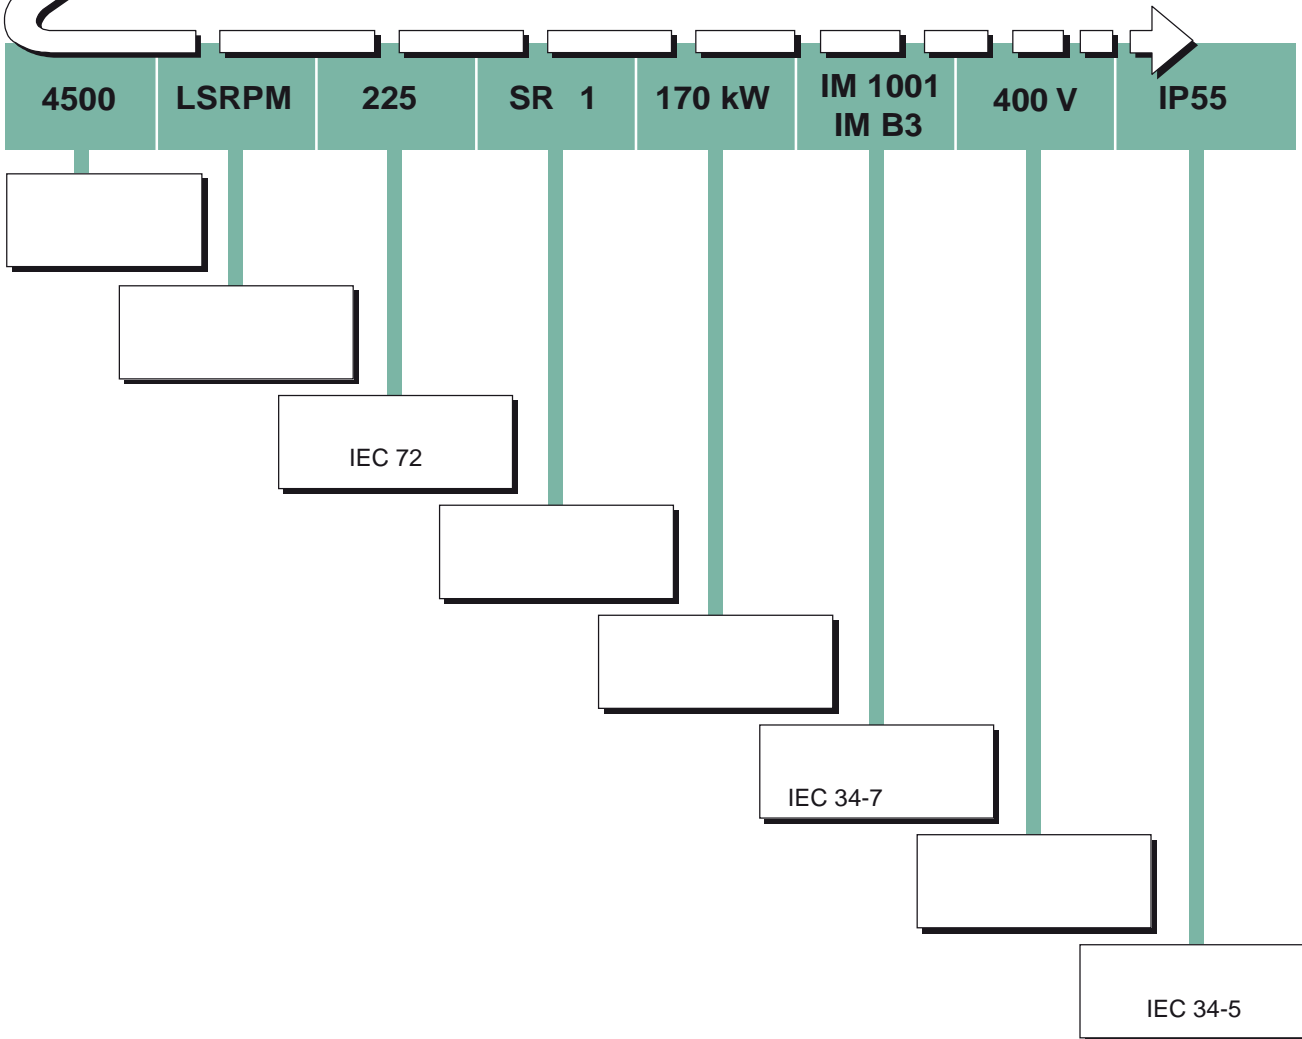 4500 LSRPM 225 SR 1 170 kW IM 1001 400 V IP55
IM B3
IEC 72
IEC 34-7
IEC 34-5